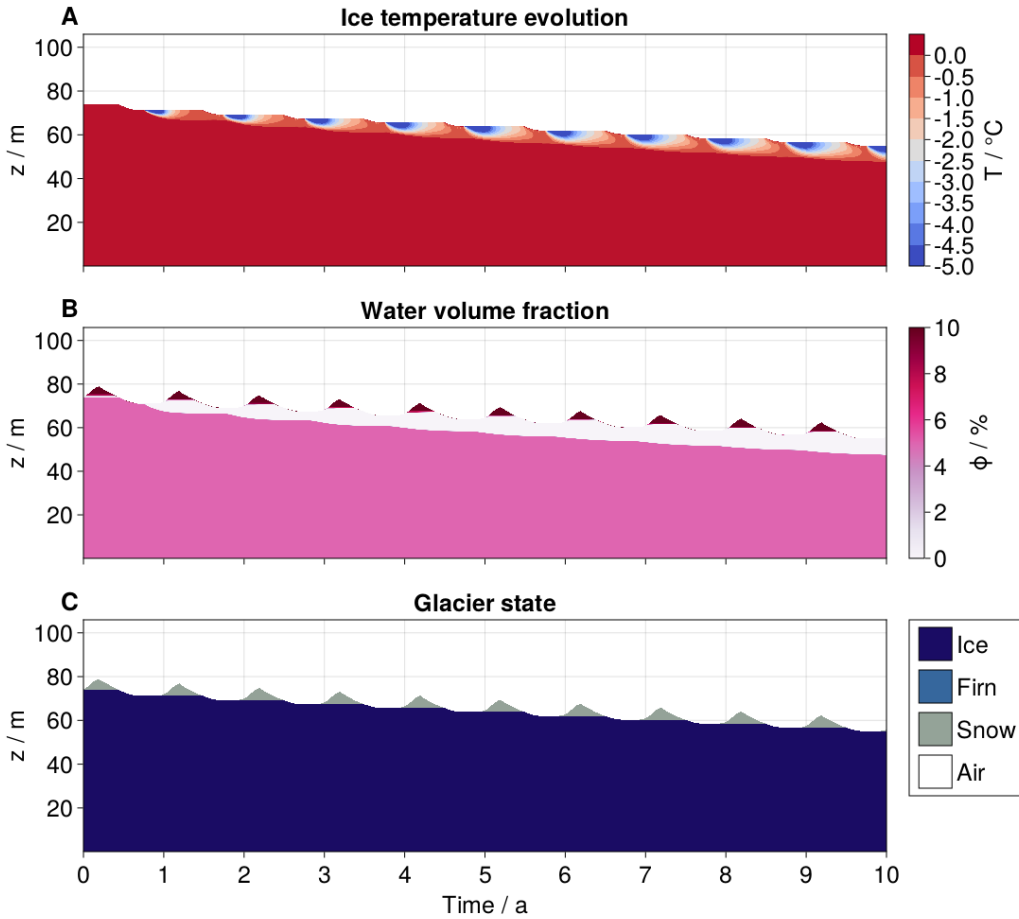 A
Ice temperature evolution
z / m
100
80
60
40
20
0.0
-0.5
-1.0
-1.5
-2.0
-2.5
-3.0
-3.5
-4.0
-4.5
-5.0
T / °C
B
Water volume fraction
z / m
100
80
60
40
20
10
8
6
4
2
0
ϕ / %
C
Glacier state
z / m
100
80
60
40
20
0 1 2 3 4 5 6 7 8 9 10
Time / a
Ice
Firn
Snow
Air